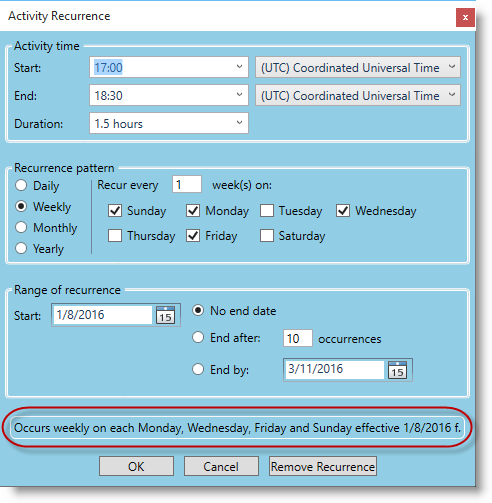 Activity Recurrence
x
Activity time
Start: 17:00 (UTC) Coordinated Universal Time
End: 18:30 (UTC) Coordinated Universal Time
Duration: 1.5 hours
Recurrence pattern
Daily
Weekly
Monthly
Yearly
Recur every 1 week(s) on:
Sunday Monday Tuesday Wednesday
Thursday Friday Saturday
Range of recurrence
Start: 1/8/2016 15
No end date
End after: 10 occurrences
End by: 3/11/2016 15
Occurs weekly on each Monday, Wednesday, Friday and Sunday effective 1/8/2016 f.
OK Cancel Remove Recurrence